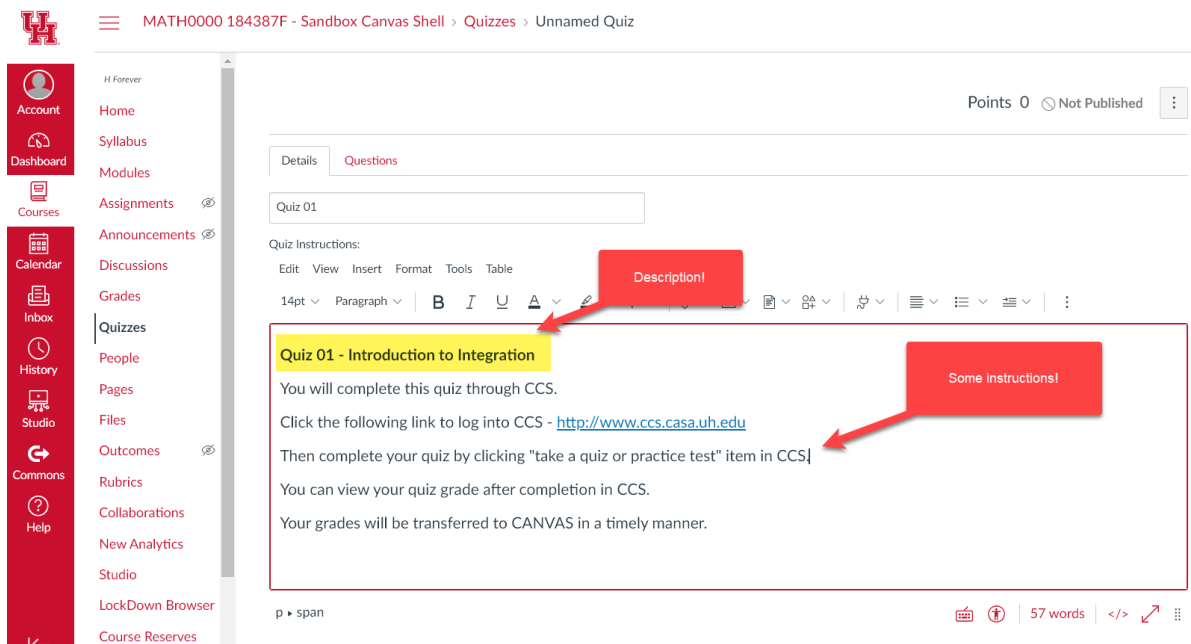 MATH0000 184387F - Sandbox Canvas Shell › Quizzes › Unnamed Quiz
Account
Dashboard
Courses
Calendar
Inbox
History
Studio
Commons
Help
H Forever
Home
Syllabus
Modules
Assignments
Announcements
Discussions
Grades
Quizzes
People
Pages
Files
Outcomes
Rubrics
Collaborations
New Analytics
Studio
LockDown Browser
Course Reserves
Points 0 Not Published
Details Questions
Quiz 01
Quiz Instructions:
Edit View Insert Format Tools Table
14pt Paragraph B I U A
Description!
Quiz 01 - Introduction to Integration
You will complete this quiz through CCS.
Click the following link to log into CCS - http://www.ccs.casa.uh.edu
Then complete your quiz by clicking "take a quiz or practice test" item in CCS.
You can view your quiz grade after completion in CCS.
Your grades will be transferred to CANVAS in a timely manner.
Some instructions!
p ▸ span
57 words </>